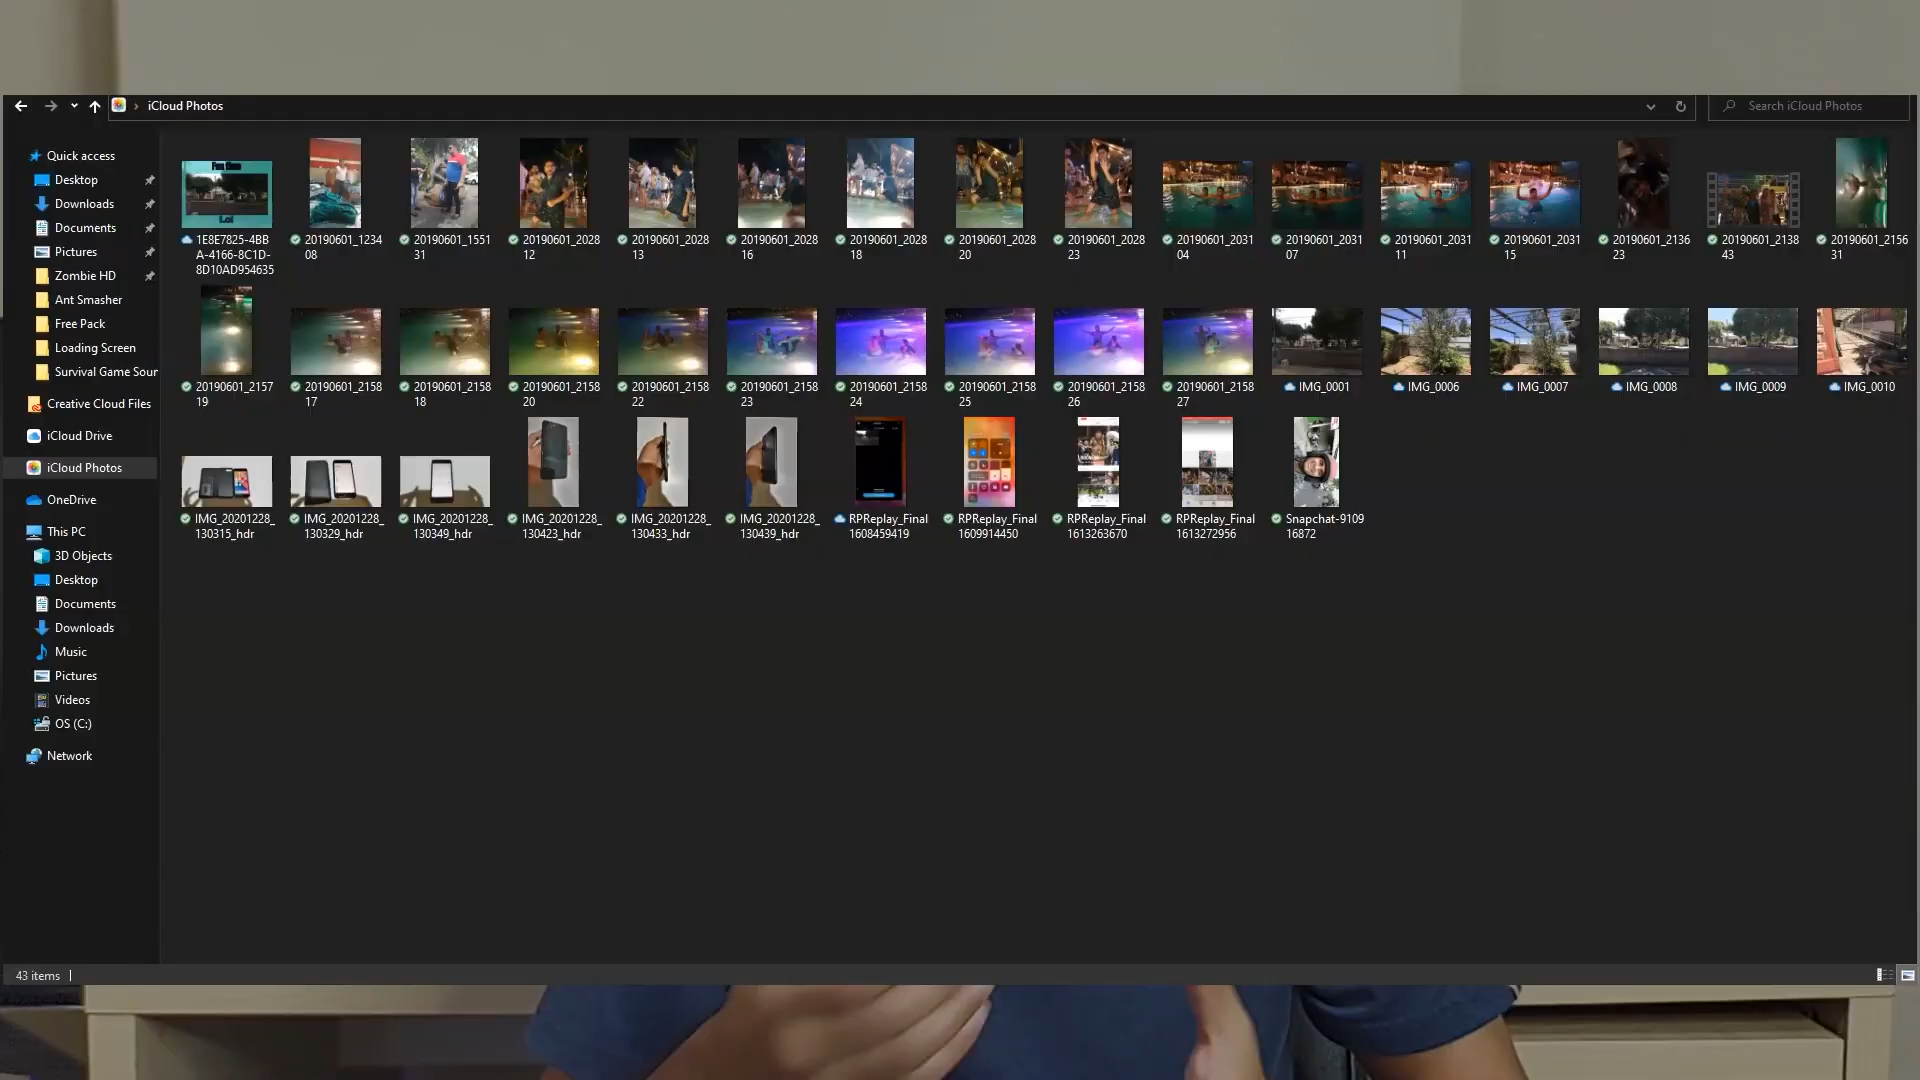 iCloud Photos
Search iCloud Photos
Quick access
Desktop
Downloads
Documents
Pictures
Zombie HD
Ant Smasher
Free Pack
Loading Screen
Survival Game Sour
Creative Cloud Files
iCloud Drive
iCloud Photos
OneDrive
This PC
3D Objects
Desktop
Documents
Downloads
Music
Pictures
Videos
OS (C:)
Network
Lol
1E8E7825-4BB
A-4166-8C1D-
8D10AD954635
20190601_1234
08
20190601_1551
31
20190601_2028
12
20190601_2028
13
20190601_2028
16
20190601_2028
18
20190601_2028
20
20190601_2028
23
20190601_2031
04
20190601_2031
07
20190601_2031
11
20190601_2031
15
20190601_2136
23
20190601_2138
43
20190601_2156
31
20190601_2157
19
20190601_2158
17
20190601_2158
18
20190601_2158
20
20190601_2158
22
20190601_2158
23
20190601_2158
24
20190601_2158
25
20190601_2158
26
20190601_2158
27
IMG_0001
IMG_0006
IMG_0007
IMG_0008
IMG_0009
IMG_0010
IMG_20201228_
130315_hdr
IMG_20201228_
130329_hdr
IMG_20201228_
130349_hdr
IMG_20201228_
130423_hdr
IMG_20201228_
130433_hdr
IMG_20201228_
130439_hdr
RPReplay_Final
1608459419
RPReplay_Final
1609914450
RPReplay_Final
1613263670
RPReplay_Final
1613272956
Snapchat-9109
16872
43 items